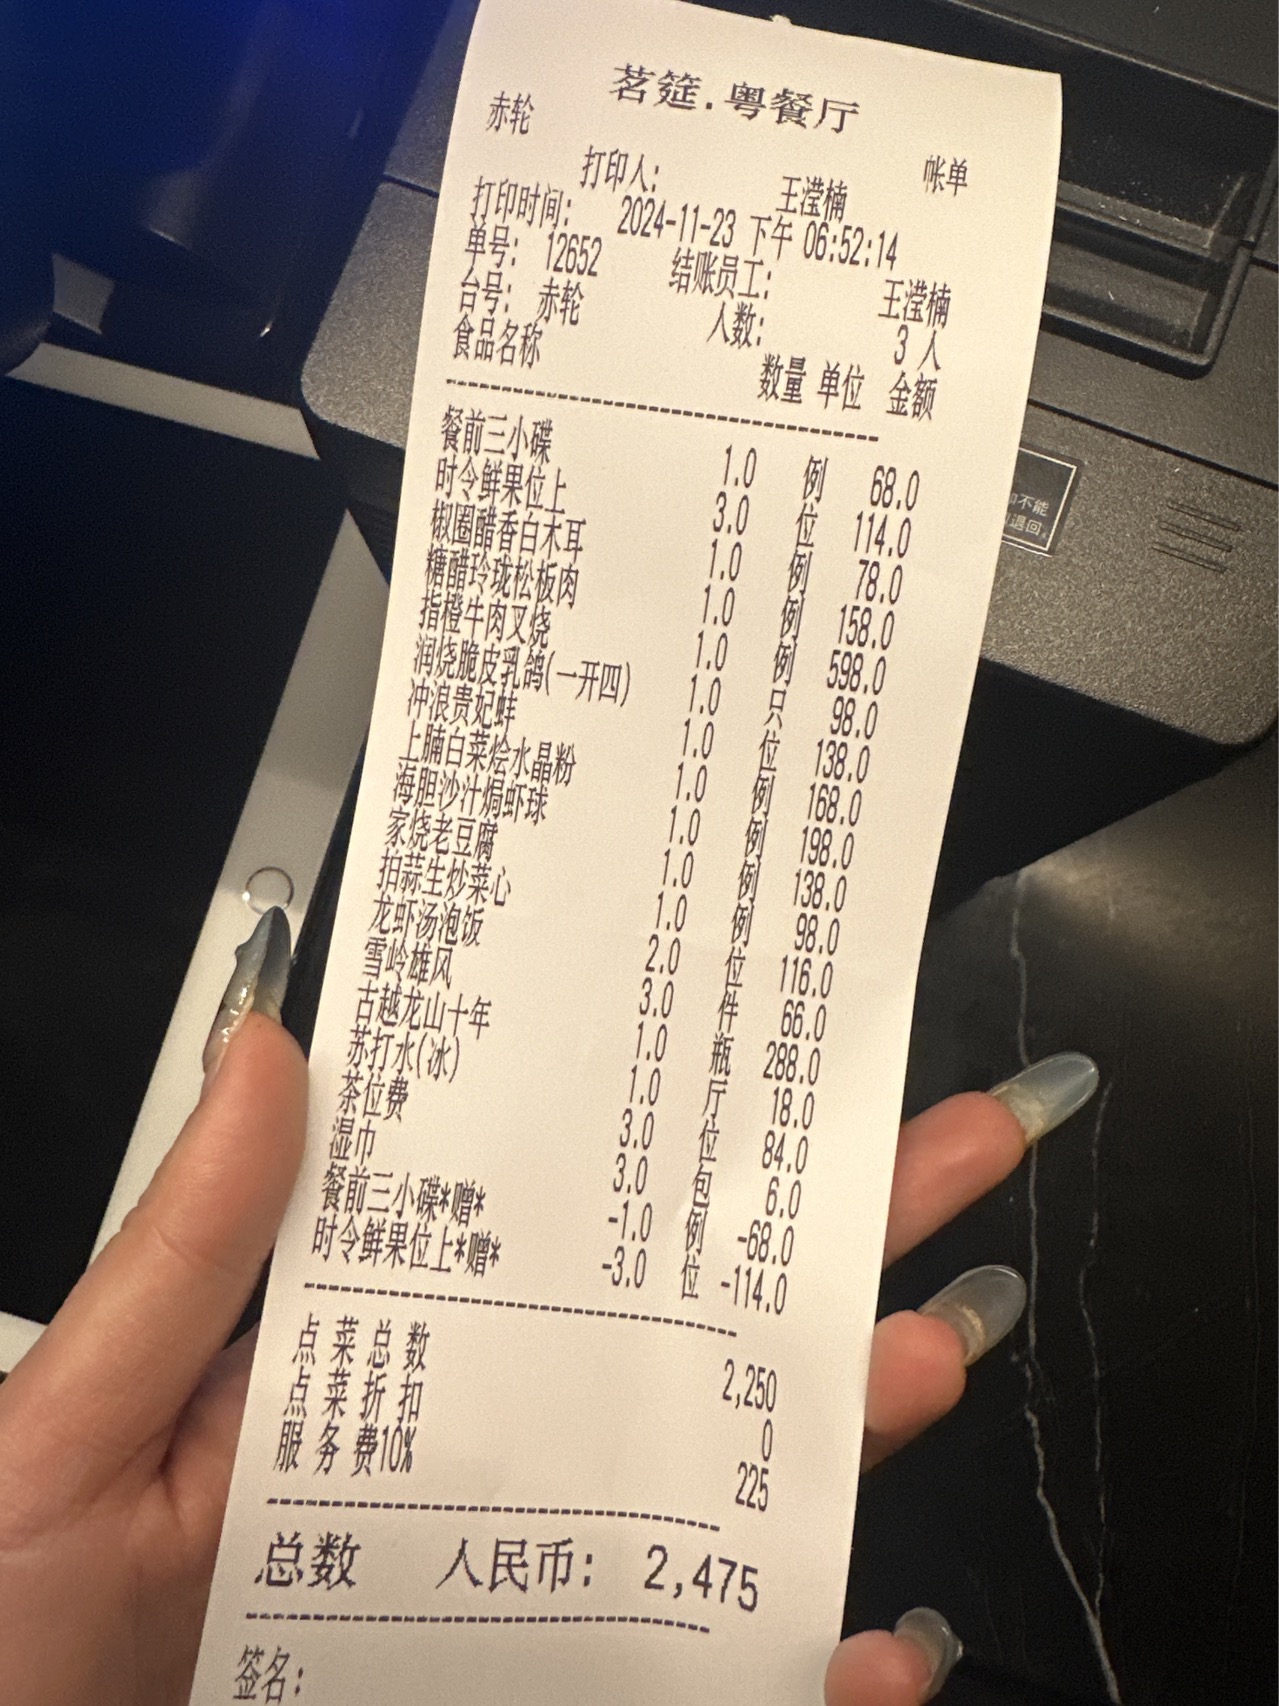 茗筵.粤餐厅
赤轮 帐单
打印人: 王滢楠
打印时间: 2024-11-23 下午 06:52:14
单号: 12652 结账员工: 王滢楠
台号: 赤轮 人数: 3 人
食品名称 数量 单位 金额
餐前三小碟 1.0 例 68.0
时令鲜果位上 3.0 位 114.0
椒圈醋香白木耳 1.0 例 78.0
糖醋玲珑松板肉 1.0 例 158.0
指橙牛肉叉烧 1.0 例 598.0
润烧脆皮乳鸽(一开四) 1.0 只 98.0
冲浪贵妃蚌 1.0 位 138.0
上腩白菜烩水晶粉 1.0 例 168.0
海胆沙汁焗虾球 1.0 例 198.0
家烧老豆腐 1.0 例 138.0
拍蒜生炒菜心 1.0 例 98.0
龙虾汤泡饭 2.0 位 116.0
雪岭雄风 3.0 件 66.0
古越龙山十年 1.0 瓶 288.0
苏打水(冰) 1.0 厅 18.0
茶位费 3.0 位 84.0
湿巾 3.0 包 6.0
餐前三小碟*赠* -1.0 例 -68.0
时令鲜果位上*赠* -3.0 位 -114.0
点菜总数 2,250
点菜折扣 0
服务费10% 225
总数 人民币: 2,475
签名:
不能
退回.